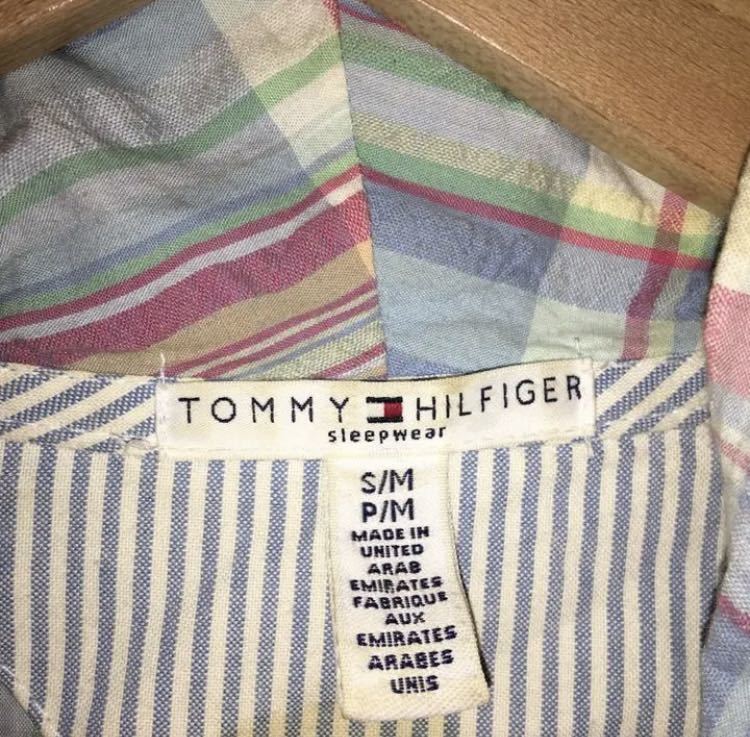 TOMMY HILFIGER
sleepwear
S/M
P/M
MADE IN
UNITED
ARAB
EMIRATES
FABRIQUE
AUX
EMIRATES
ARABES
UNIS